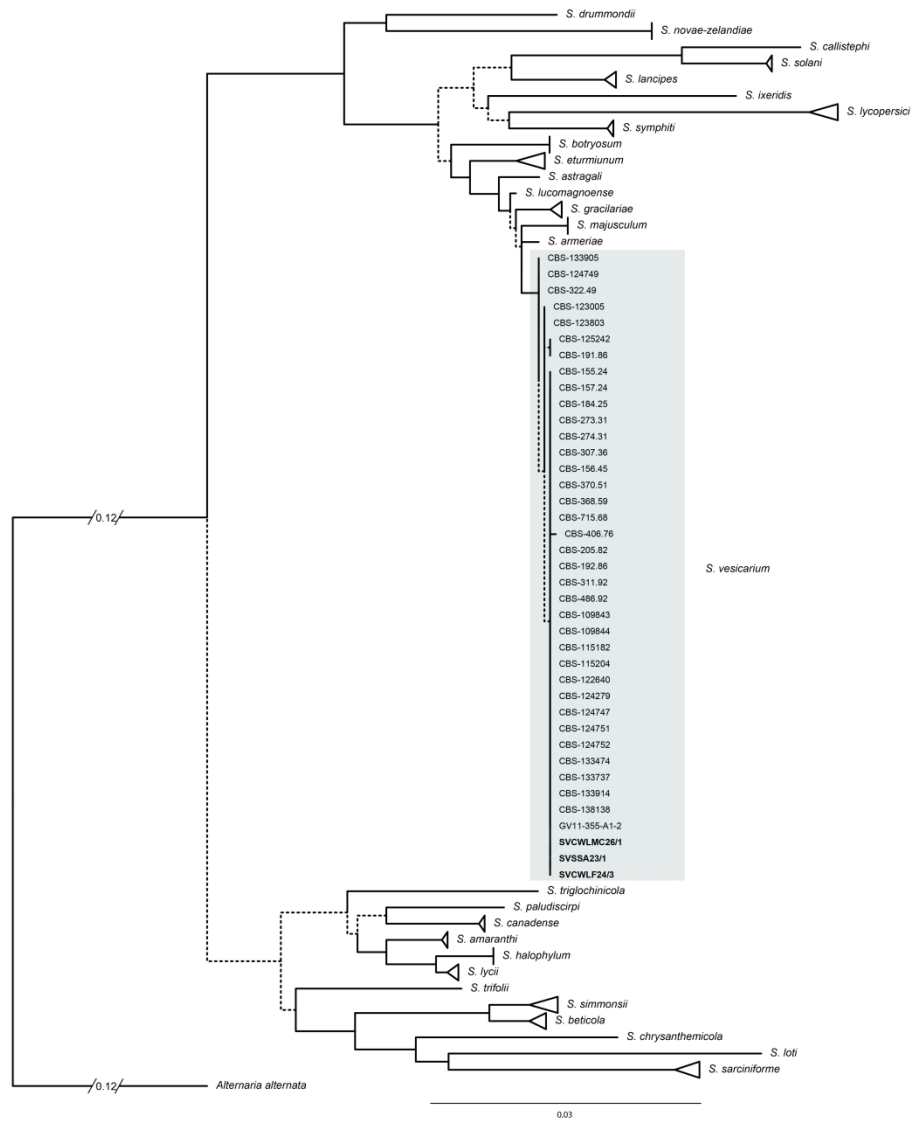 S. drummondii
S. novae-zelandiae
S. callistephi
S. solani
S. lancipes
S. ixeridis
S. lycopersici
S. symphiti
S. botryosum
S. eturmiunum
S. astragali
S. lucomagnoense
S. gracilariae
S. majusculum
S. armeriae
CBS-133905
CBS-124749
CBS-322.49
CBS-123005
CBS-123803
CBS-125242
CBS-191.86
CBS-155.24
CBS-157.24
CBS-184.25
CBS-273.31
CBS-274.31
CBS-307.36
CBS-156.45
CBS-370.51
CBS-368.59
0.12
CBS-715.68
CBS-406.76
CBS-205.82
CBS-192.86
S. vesicarium
CBS-311.92
CBS-486.92
CBS-109843
CBS-109844
CBS-115182
CBS-115204
CBS-122640
CBS-124279
CBS-124747
CBS-124751
CBS-124752
CBS-133474
CBS-133737
CBS-133914
CBS-138138
GV11-355-A1-2
SVCWLMC26/1
SVSSA23/1
SVCWLF24/3
S. triglochinicola
S. paludiscirpi
S. canadense
S. amaranthi
S. halophylum
S. lycii
S. trifolii
S. simmonsii
S. beticola
S. chrysanthemicola
S. loti
S. sarciniforme
0.12
Alternaria alternata
0.03